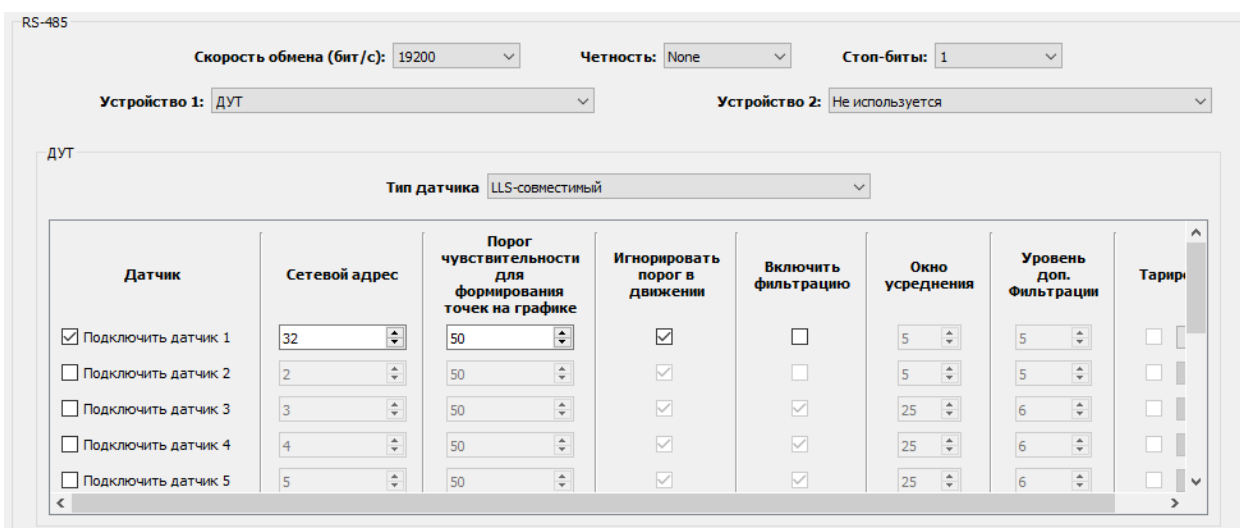 RS-485
Скорость обмена (бит/с): 19200 Четность: None Стоп-биты: 1
Устройство 1: ДУТ Устройство 2: Не используется
ДУТ
Тип датчика LLS-совместимый
Датчик
Сетевой адрес
Порог
чувствительности
для
формирования
точек на графике
Игнорировать
порог в
движении
Включить
фильтрацию
Окно
усреднения
Уровень
доп.
Фильтрации
Тарир
Подключить датчик 1 32 50 5 5
Подключить датчик 2 2 50 5 5
Подключить датчик 3 3 50 25 6
Подключить датчик 4 4 50 25 6
Подключить датчик 5 5 50 25 6